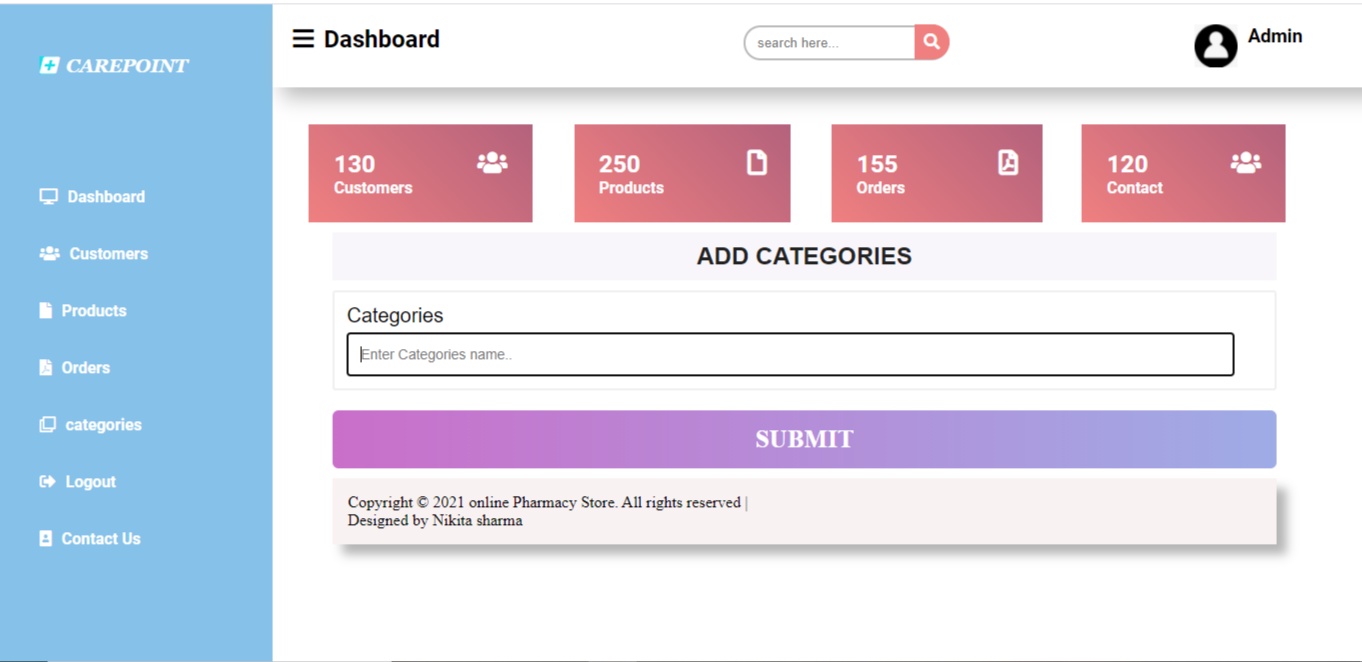 CAREPOINT
Dashboard
search here...
Admin
130
Customers
250
Products
155
Orders
120
Contact
Dashboard
Customers
Products
Orders
categories
Logout
Contact Us
ADD CATEGORIES
Categories
Enter Categories name..
SUBMIT
Copyright © 2021 online Pharmacy Store. All rights reserved |
Designed by Nikita sharma